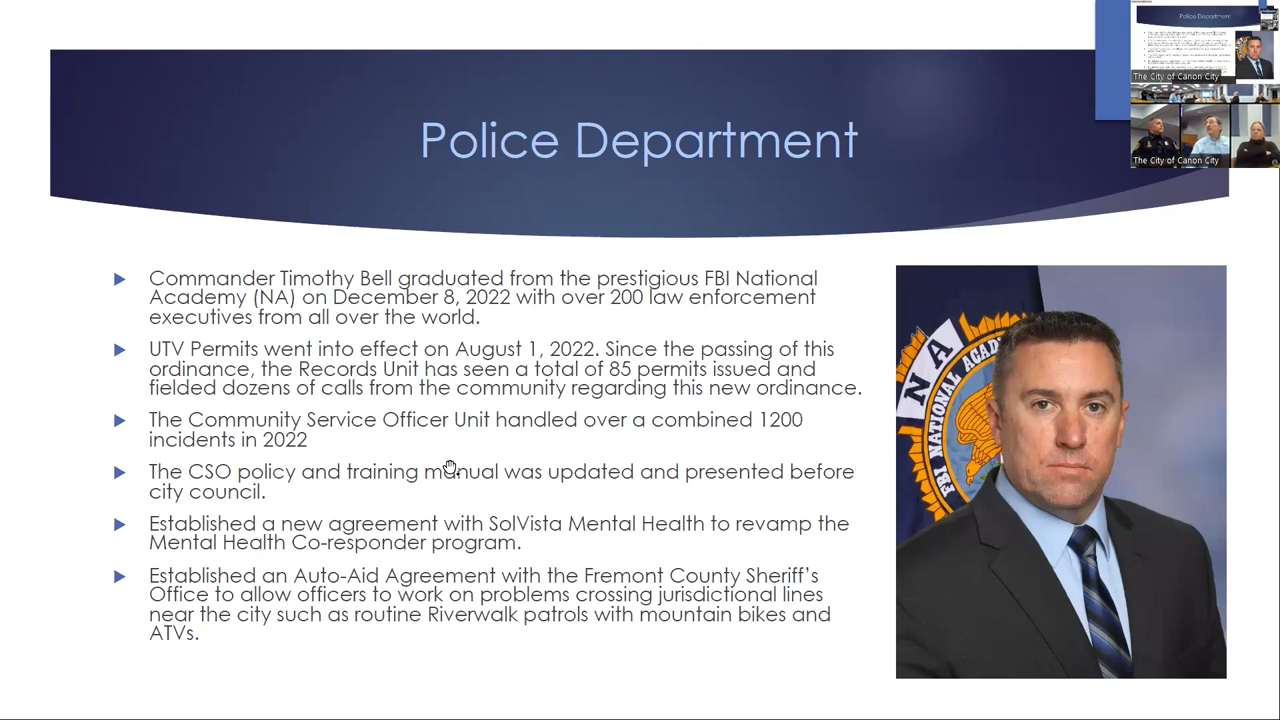 Police Department
Commander Timothy Bell graduated from the prestigious FBI National
Academy (NA) on December 8, 2022 with over 200 law enforcement
executives from all over the world.
UTV Permits went into effect on August 1, 2022. Since the passing of this
ordinance, the Records Unit has seen a total of 85 permits issued and
fielded dozens of calls from the community regarding this new ordinance.
The Community Service Officer Unit handled over a combined 1200
incidents in 2022
The CSO policy and training manual was updated and presented before
city council.
Established a new agreement with SolVista Mental Health to revamp the
Mental Health Co-responder program.
Established an Auto-Aid Agreement with the Fremont County Sheriff's
Office to allow officers to work on problems crossing jurisdictional lines
near the city such as routine Riverwalk patrols with mountain bikes and
ATVs.
Police Department
The City of Canon City
The City of Canon City
N A
FBI NATIONAL ACAD